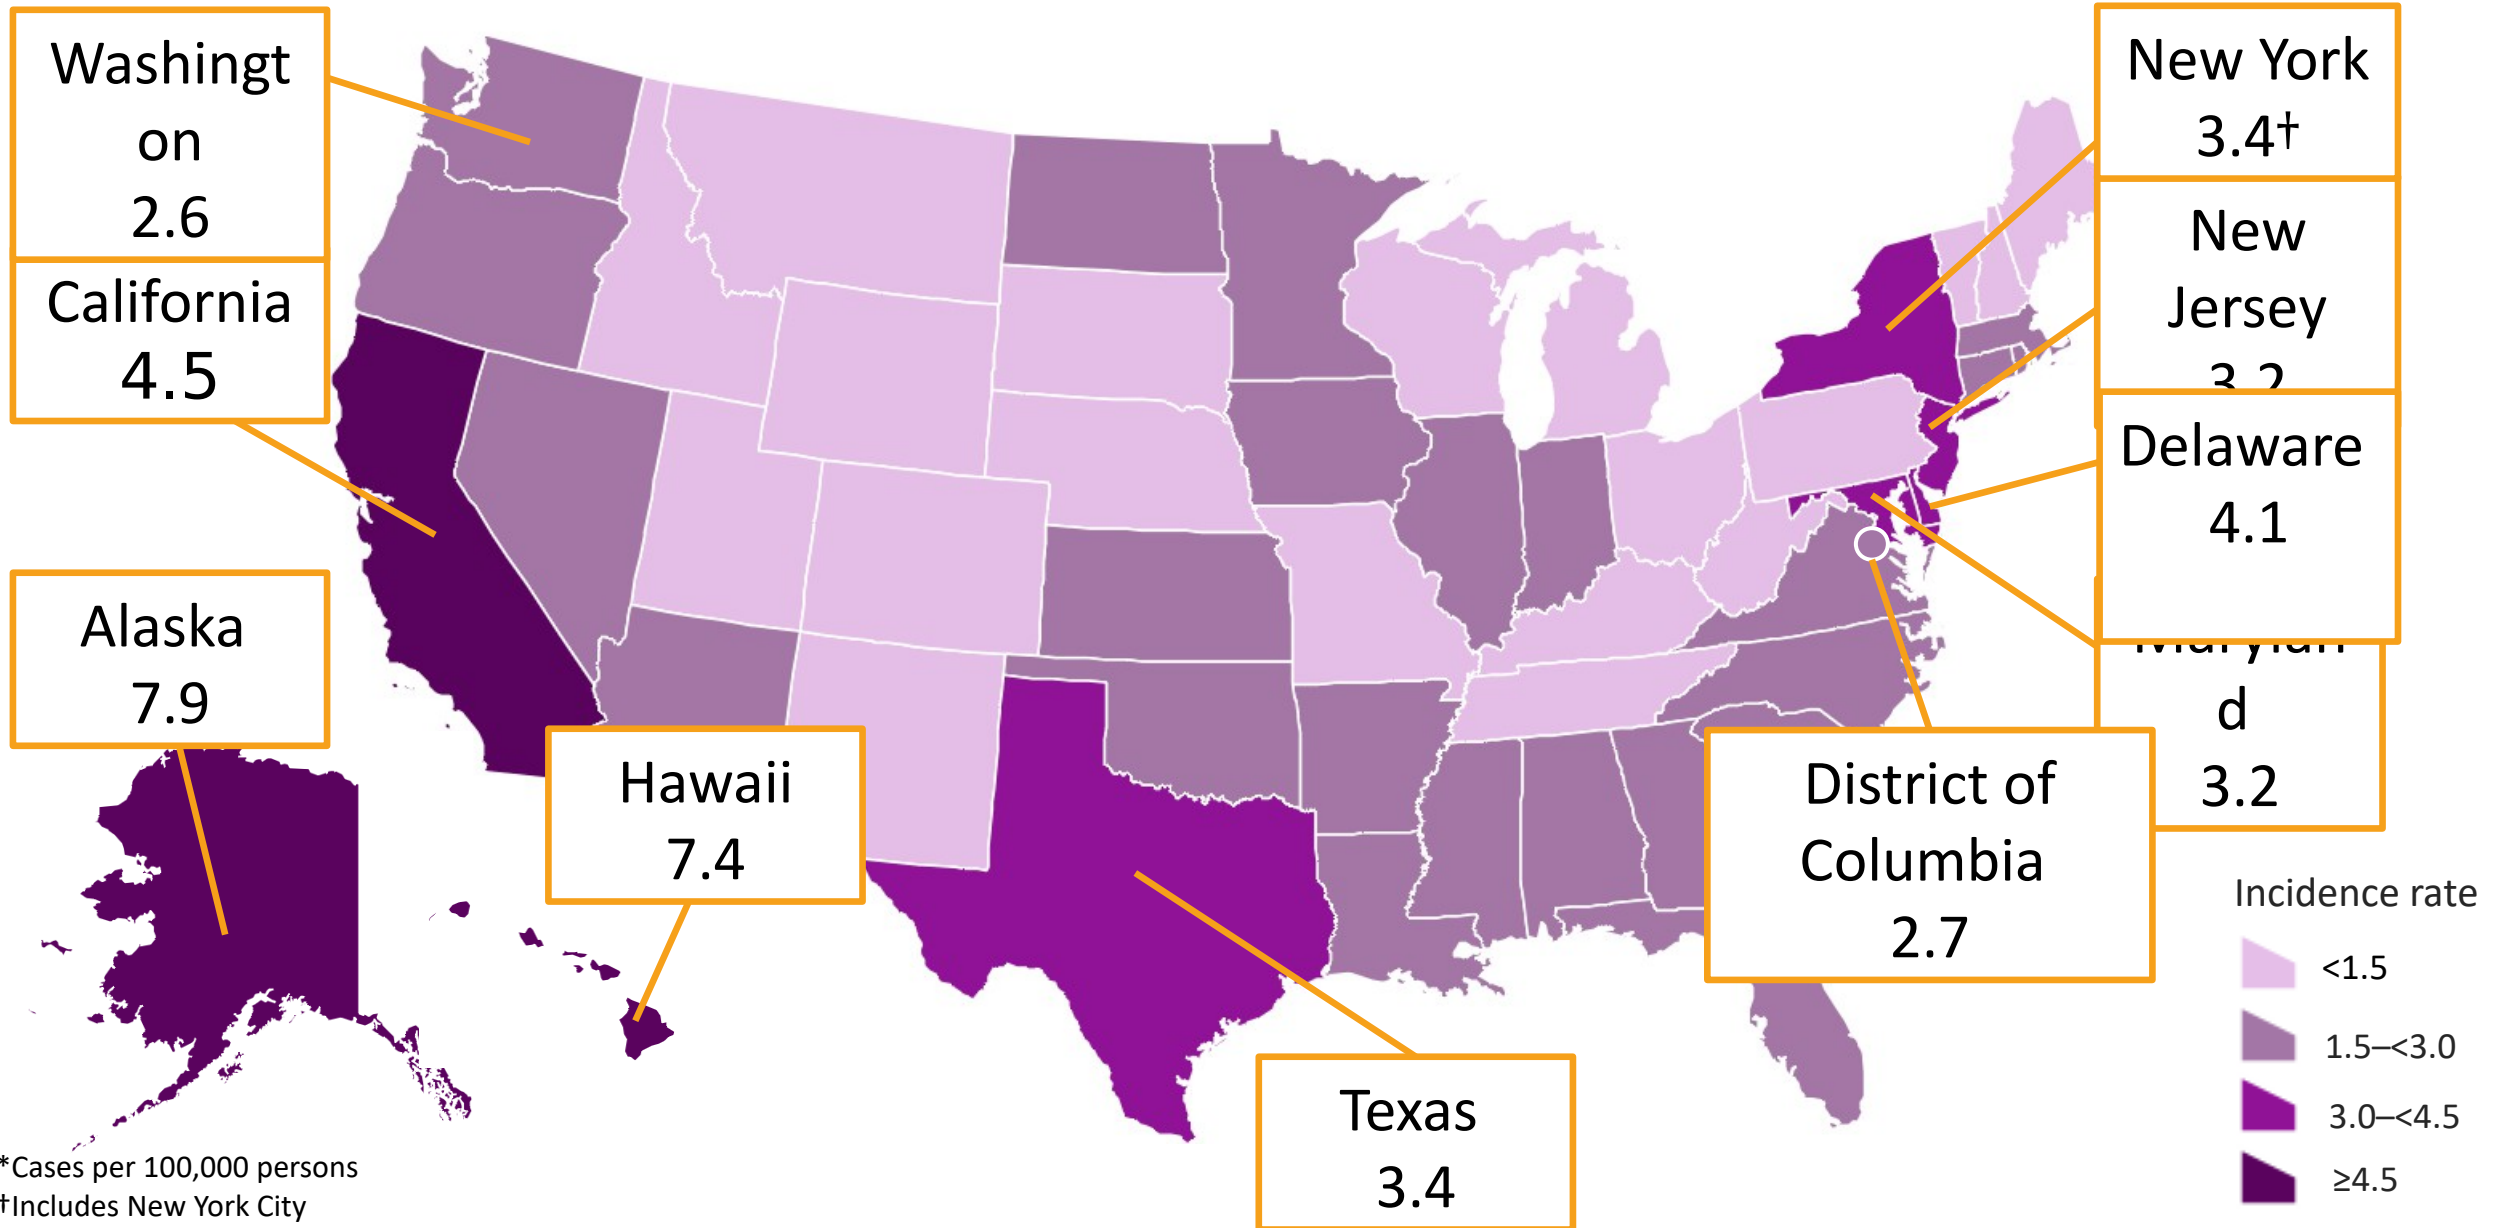 Washingt
on
2.6
California
4.5
Alaska
7.9
Hawaii
7.4
Texas
3.4
New York
3.4†
New
Jersey
3.2
Delaware
4.1
d
3.2
District of
Columbia
2.7
Incidence rate
<1.5
1.5–<3.0
3.0–<4.5
≥4.5
*Cases per 100,000 persons
†Includes New York City